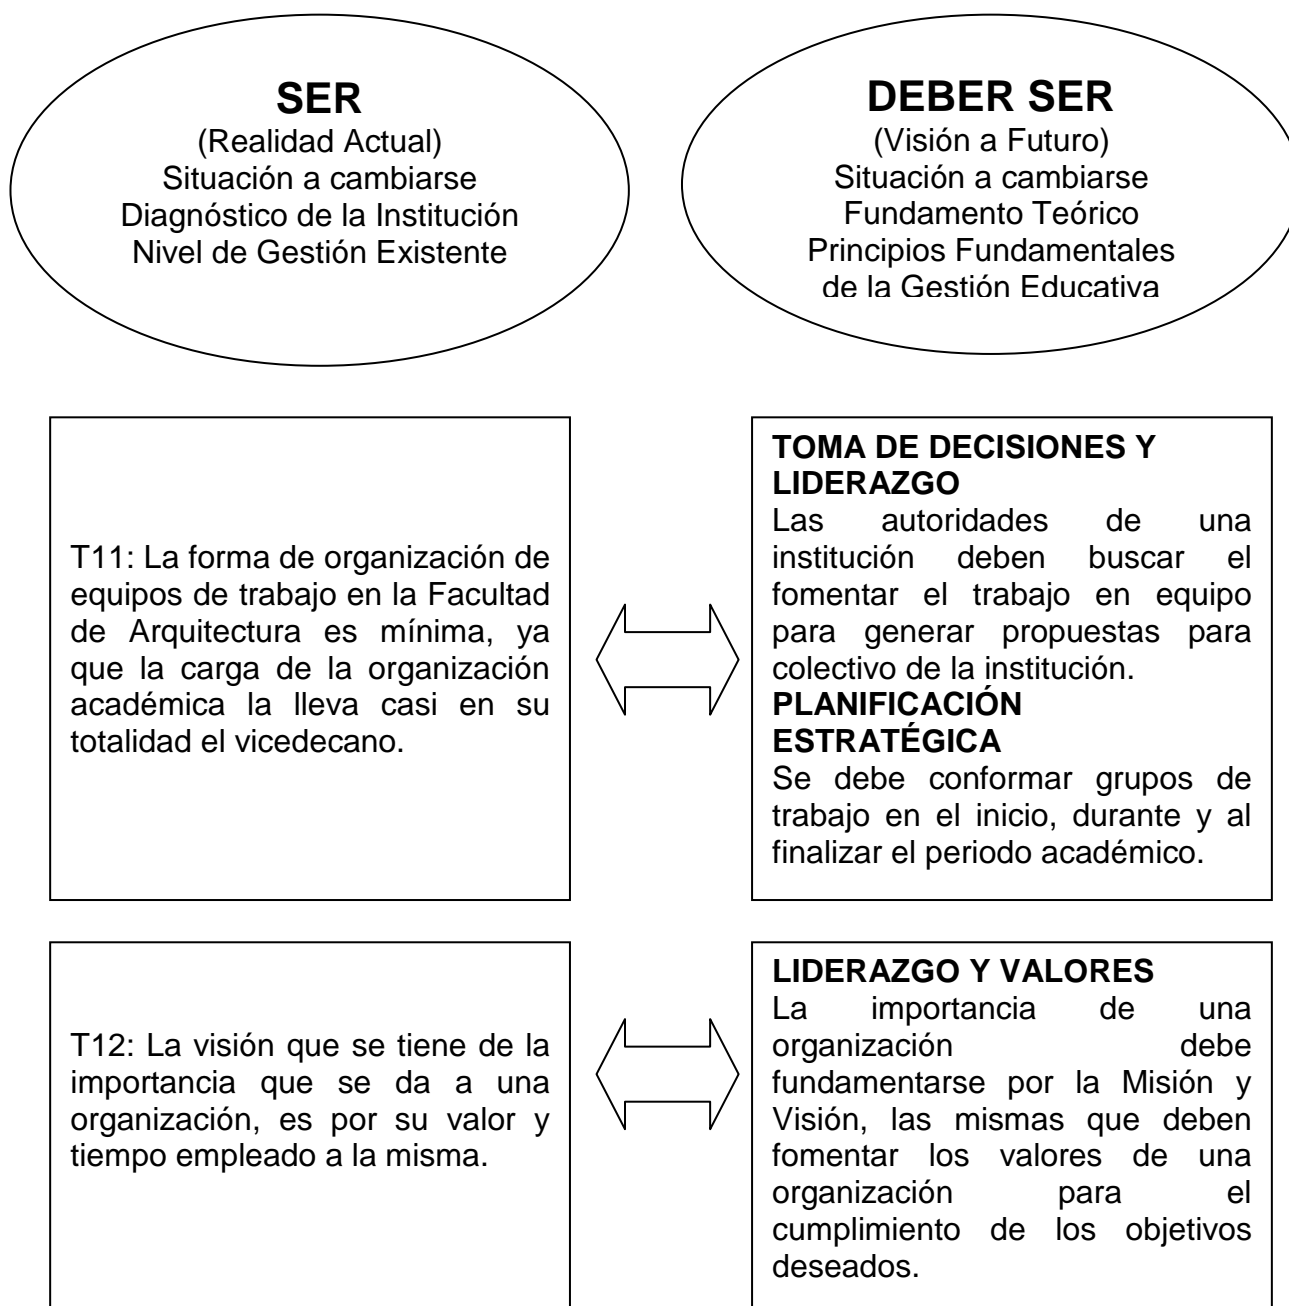 SER
(Realidad Actual)
Situación a cambiarse
Diagnóstico de la Institución
Nivel de Gestión Existente
DEBER SER
(Visión a Futuro)
Situación a cambiarse
Fundamento Teórico
Principios Fundamentales
de la Gestión Educativa
T11: La forma de organización de
equipos de trabajo en la Facultad
de Arquitectura es mínima, ya
que la carga de la organización
académica la lleva casi en su
totalidad el vicedecano.
TOMA DE DECISIONES Y
LIDERAZGO
Las autoridades de una
institución deben buscar el
fomentar el trabajo en equipo
para generar propuestas para
colectivo de la institución.
PLANIFICACIÓN
ESTRATÉGICA
Se debe conformar grupos de
trabajo en el inicio, durante y al
finalizar el periodo académico.
T12: La visión que se tiene de la
importancia que se da a una
organización, es por su valor y
tiempo empleado a la misma.
LIDERAZGO Y VALORES
La importancia de una
organización debe
fundamentarse por la Misión y
Visión, las mismas que deben
fomentar los valores de una
organización para el
cumplimiento de los objetivos
deseados.